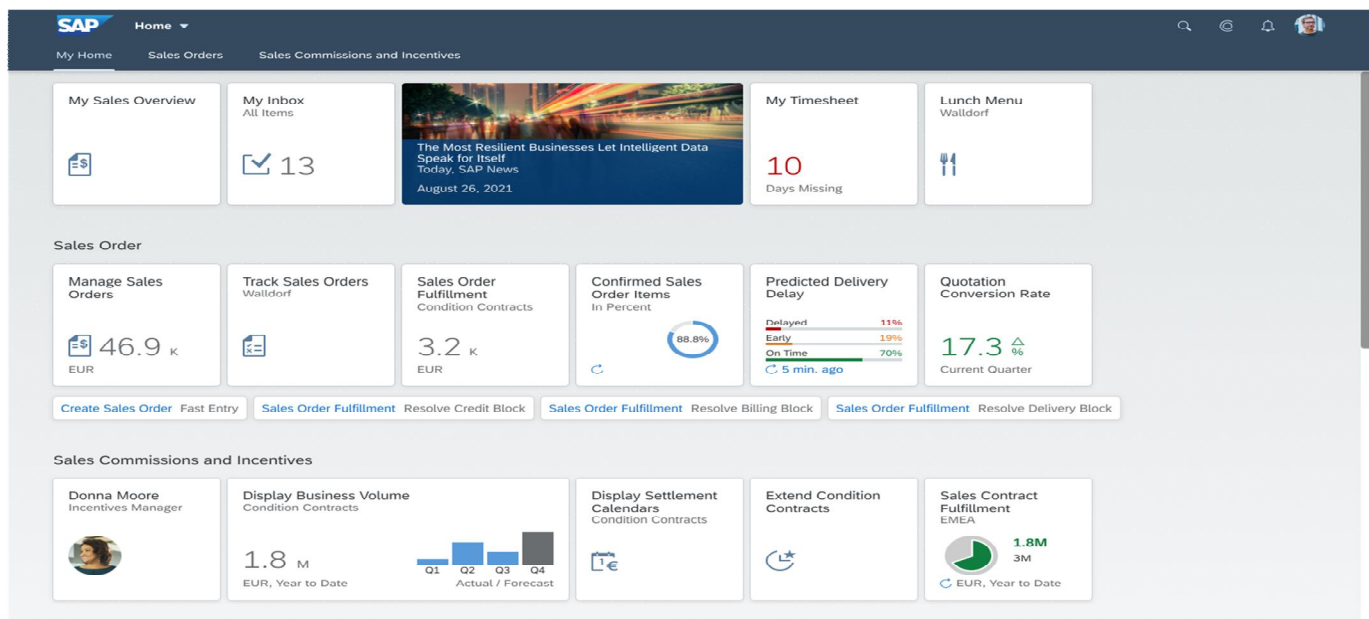 SAP Home
My Home Sales Orders Sales Commissions and Incentives
My Sales Overview
My Inbox
All Items
13
The Most Resilient Businesses Let Intelligent Data
Speak for Itself
Today, SAP News
August 26, 2021
My Timesheet
10
Days Missing
Lunch Menu
Walldorf
Sales Order
Manage Sales
Orders
46.9 K
EUR
Track Sales Orders
Walldorf
Sales Order
Fulfillment
Condition Contracts
3.2 K
EUR
Confirmed Sales
Order Items
In Percent
88.8%
Predicted Delivery
Delay
Delayed 11%
Early 19%
On Time 70%
5 min. ago
Quotation
Conversion Rate
17.3 %
Current Quarter
Create Sales Order Fast Entry
Sales Order Fulfillment Resolve Credit Block
Sales Order Fulfillment Resolve Billing Block
Sales Order Fulfillment Resolve Delivery Block
Sales Commissions and Incentives
Donna Moore
Incentives Manager
Display Business Volume
Condition Contracts
1.8 M
EUR, Year to Date
Q1 Q2 Q3 Q4
Actual / Forecast
Display Settlement
Calendars
Condition Contracts
1 €
Extend Condition
Contracts
Sales Contract
Fulfillment
EMEA
1.8M
3M
EUR, Year to Date